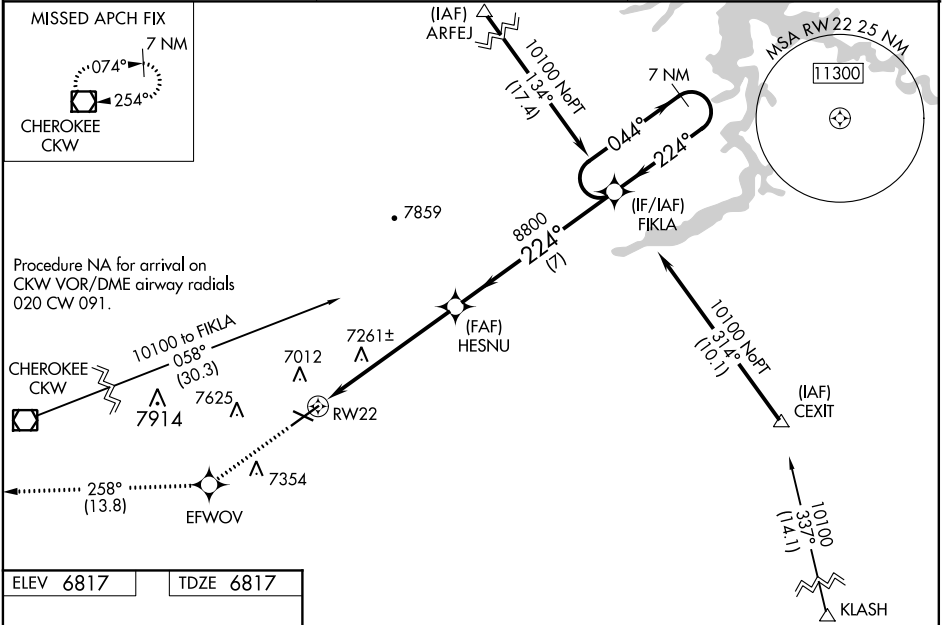 MISSED APCH FIX
7 NM
074°
254°
CHEROKEE
CKW
(IAF)
ARFEJ
10100 NoPT
134°
(17.4)
7 NM
044°
224°
MSA RW 22 25 NM
11300
(IF/IAF)
FIKLA
7859
8800
224°
(7)
Procedure NA for arrival on
CKW VOR/DME airway radials
020 CW 091.
10100 to FIKLA
058°
(30.3)
CHEROKEE
CKW
(FAF)
HESNU
7261±
7012
7625
7914
RW22
10100 NoPT
314°
(10.1)
(IAF)
CEXIT
7354
258°
(13.8)
EFWOV
10100
337°
(14.1)
KLASH
ELEV 6817
TDZE 6817